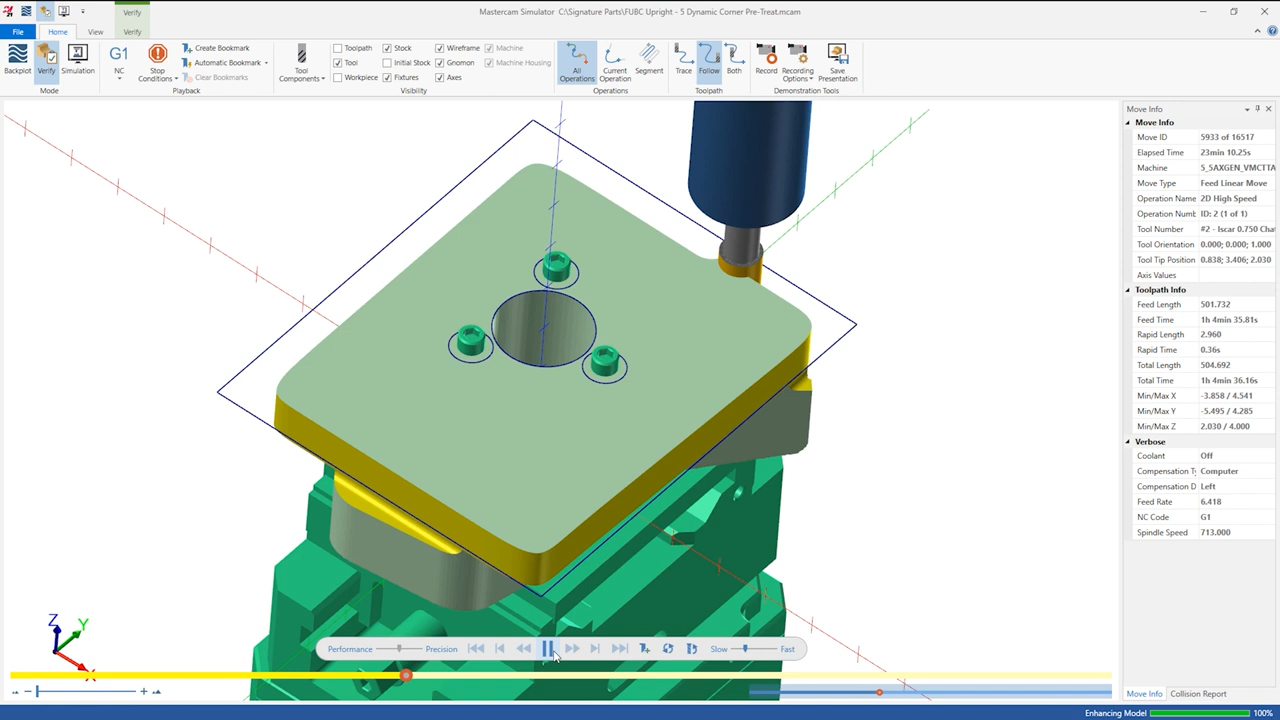 Mastercam Simulator C:\Signature Parts\FUBC Upright - 5 Dynamic Corner Pre-Treat.mcam
Verify
File
Home
View
Verify
Backplot
Verify
Simulation
Mode
G1
NC
Stop
Conditions
Create Bookmark
Automatic Bookmark
Clear Bookmarks
Playback
Tool
Components
Toolpath
Tool
Workpiece
Stock
Initial Stock
Fixtures
Wireframe
Gnomon
Axes
Machine
Machine Housing
Visibility
All
Operations
Current
Operation
Segment
Operations
Trace
Follow
Both
Toolpath
Record
Recording
Options
Save
Presentation
Demonstration Tools
Move Info
Move Info
Move ID 5933 of 16517
Elapsed Time 23min 10.25s
Machine 5_5AXGEN_VMCTTA
Move Type Feed Linear Move
Operation Name 2D High Speed
Operation Numb ID: 2 (1 of 1)
Tool Number #2 - Iscar 0.750 Cha
Tool Orientation 0.000; 0.000; 1.000
Tool Tip Position 0.838; 3.406; 2.030
Axis Values
Toolpath Info
Feed Length 501.732
Feed Time 1h 4min 35.81s
Rapid Length 2.960
Rapid Time 0.36s
Total Length 504.692
Total Time 1h 4min 36.16s
Min/Max X -3.858 / 4.541
Min/Max Y -5.495 / 4.285
Min/Max Z 2.030 / 4.000
Verbose
Coolant Off
Compensation Ty Computer
Compensation D Left
Feed Rate 6.418
NC Code G1
Spindle Speed 713.000
Z
Y
X
Performance
Precision
Slow
Fast
Move Info
Collision Report
Enhancing Model
100%